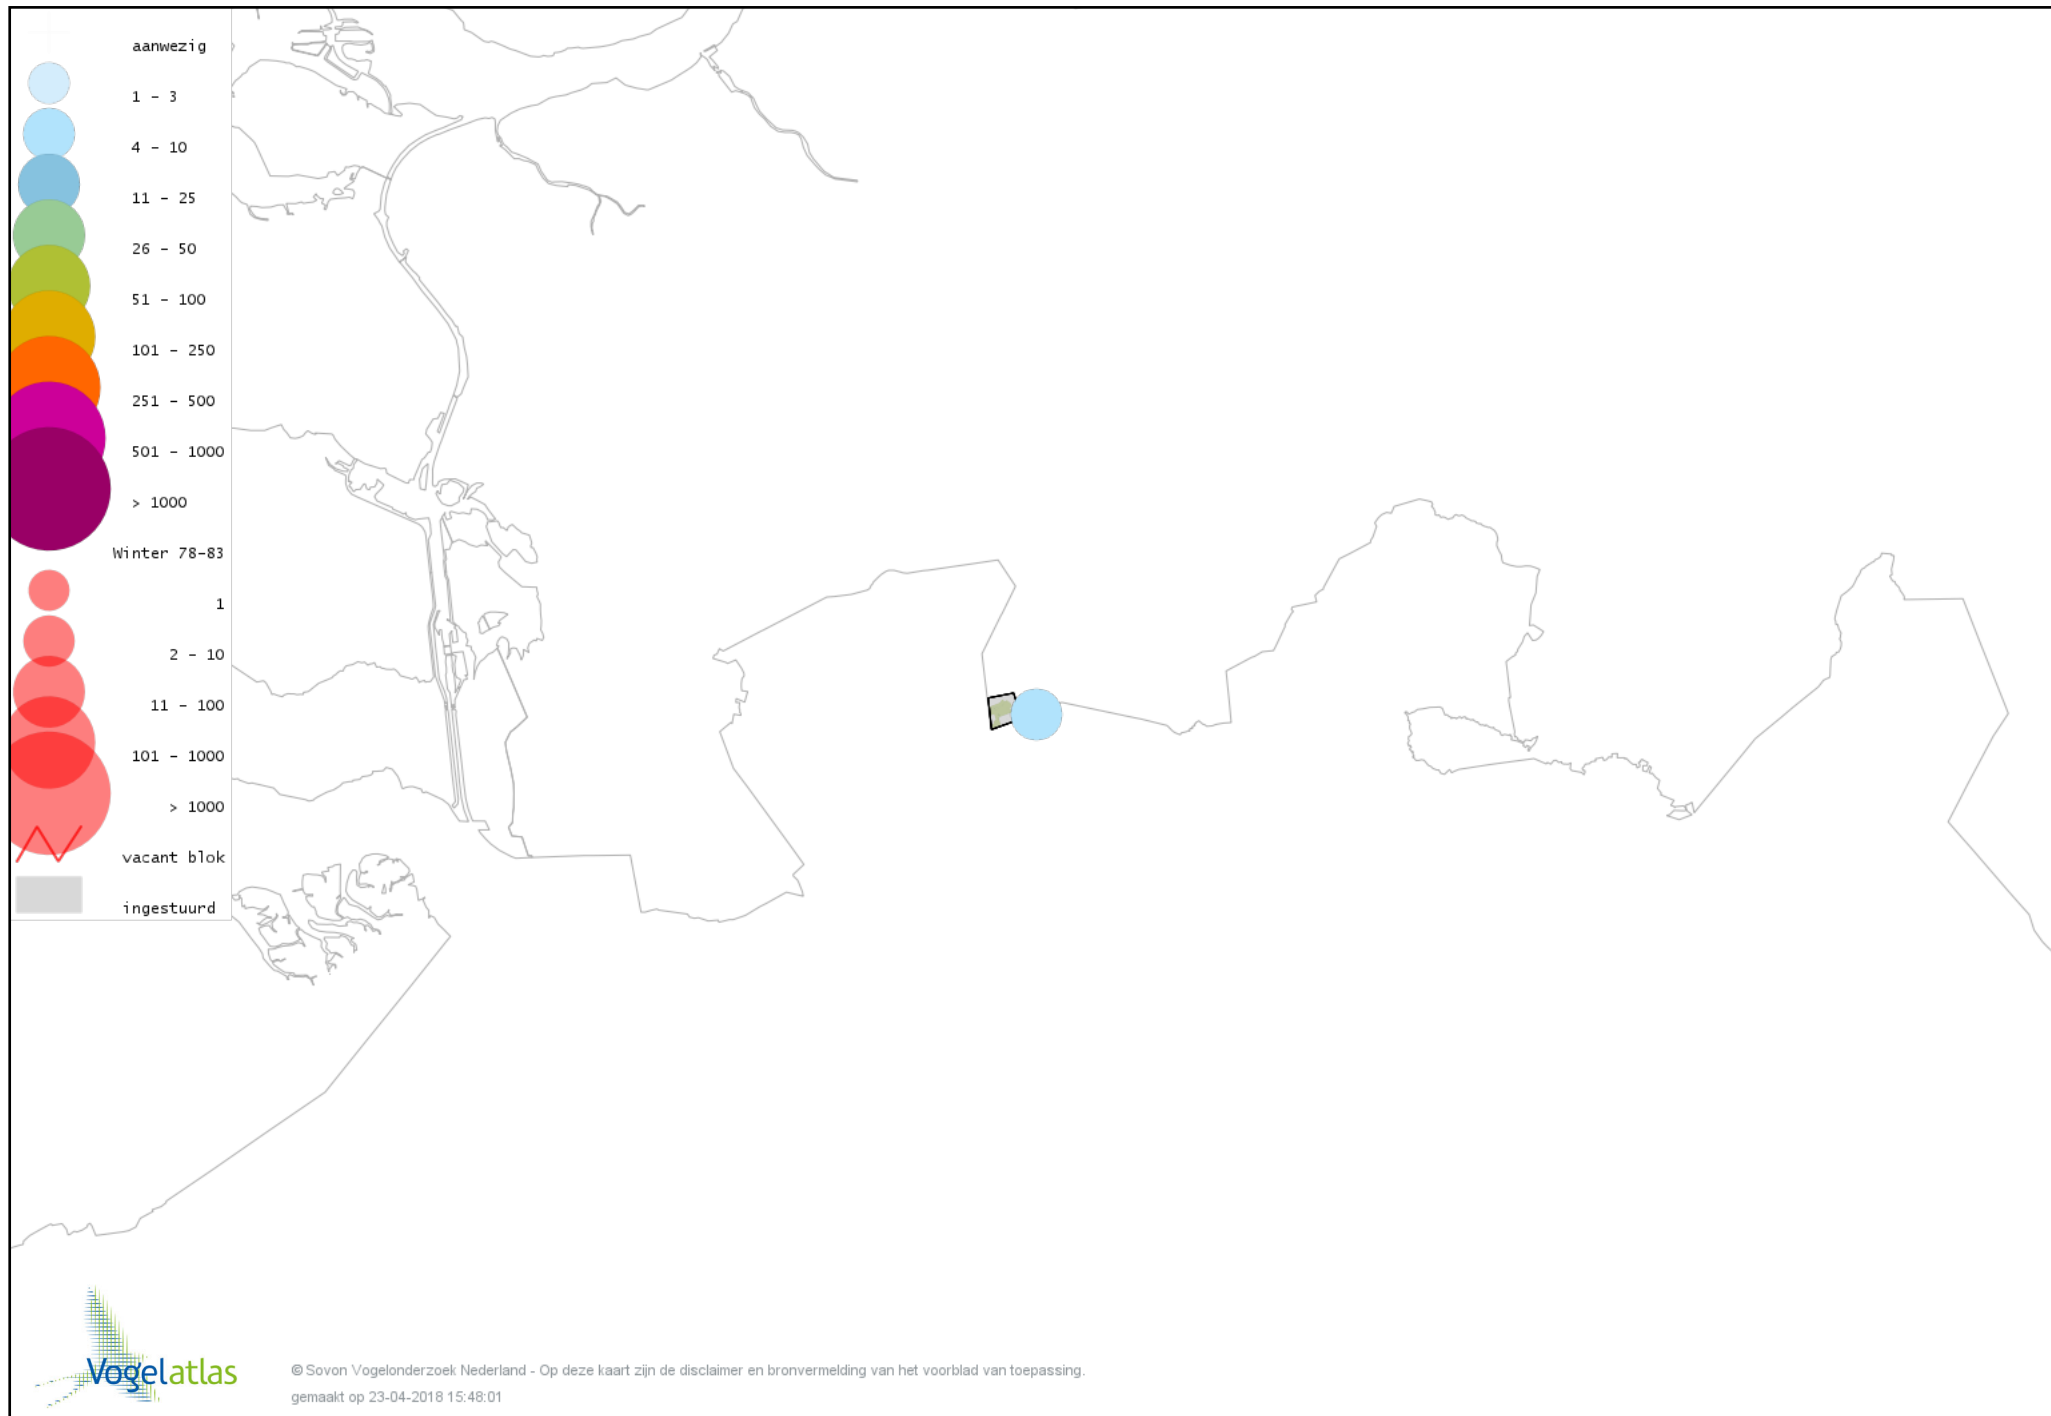 aanwezig
1 - 3
4 - 10
11 - 25
26 - 50
51 - 100
101 - 250
251 - 500
501 - 1000
> 1000
Winter 78-83
1
2 - 10
11 - 100
101 - 1000
> 1000
vacant blok
ingestuurd
Vogelatlas
© Sovon Vogelonderzoek Nederland - Op deze kaart zijn de disclaimer en bronvermelding van het voorblad van toepassing.
gemaakt op 23-04-2018 15:48:01